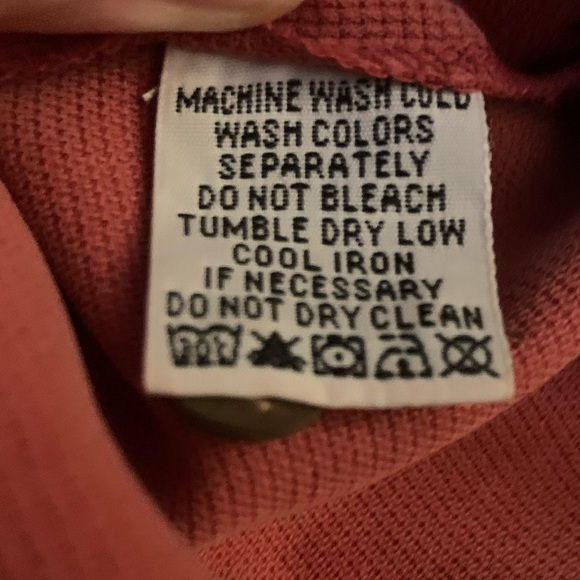 MACHINE WASH COLD
WASH COLORS
SEPARATELY
DO NOT BLEACH
TUMBLE DRY LOW
COOL IRON
IF NECESSARY
DO NOT DRY CLEAN